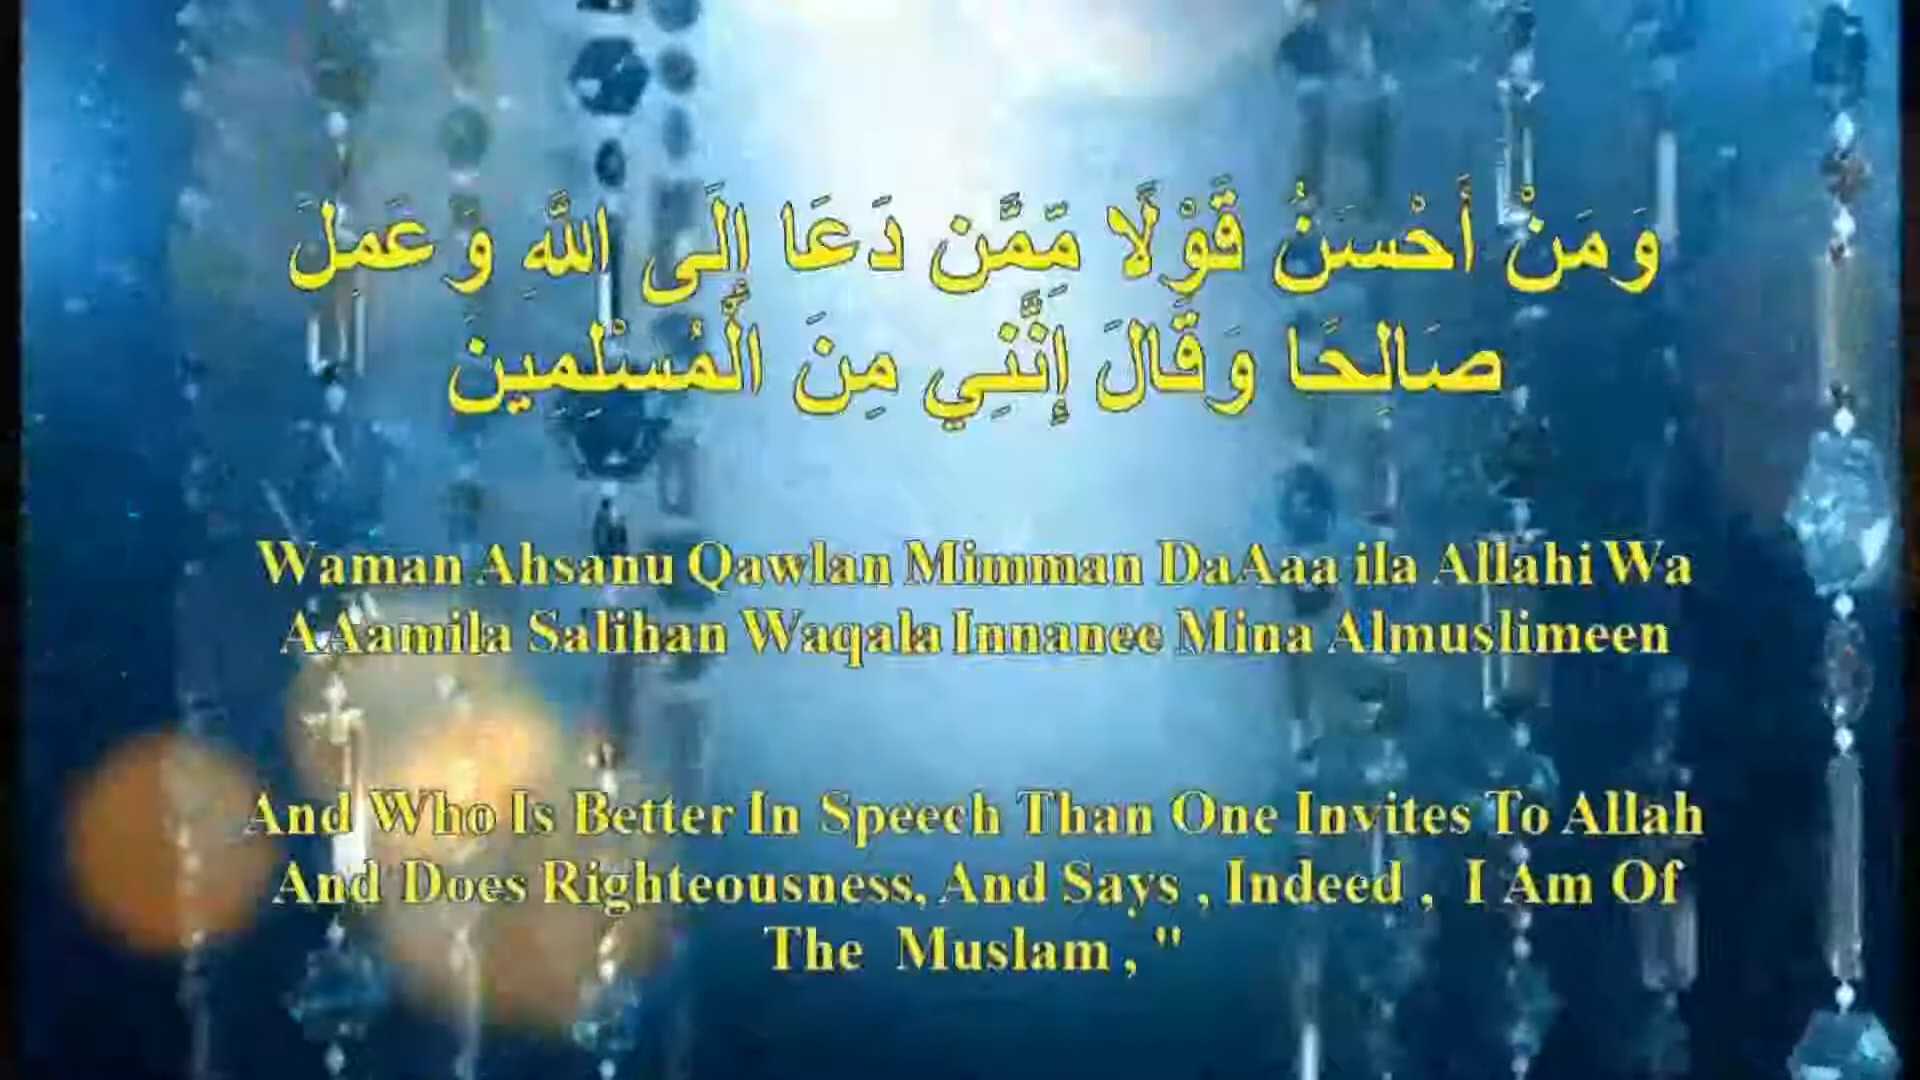 وَمَنْ أَحْسَنُ قَوْلًا مِّمَّن دَعَا إِلَى اللَّهِ وَعَمِلَ
صَالِحًا وَقَالَ إِنَّنِي مِنَ الْمُسْلِمِينَ
Waman Ahsanu Qawlan Mimman DaAaa ila Allahi Wa
AAamila Salihan Waqala Innanee Mina Almuslimeen
And Who Is Better In Speech Than One Invites To Allah
And Does Righteousness, And Says , Indeed , I Am Of
The Muslam ,"